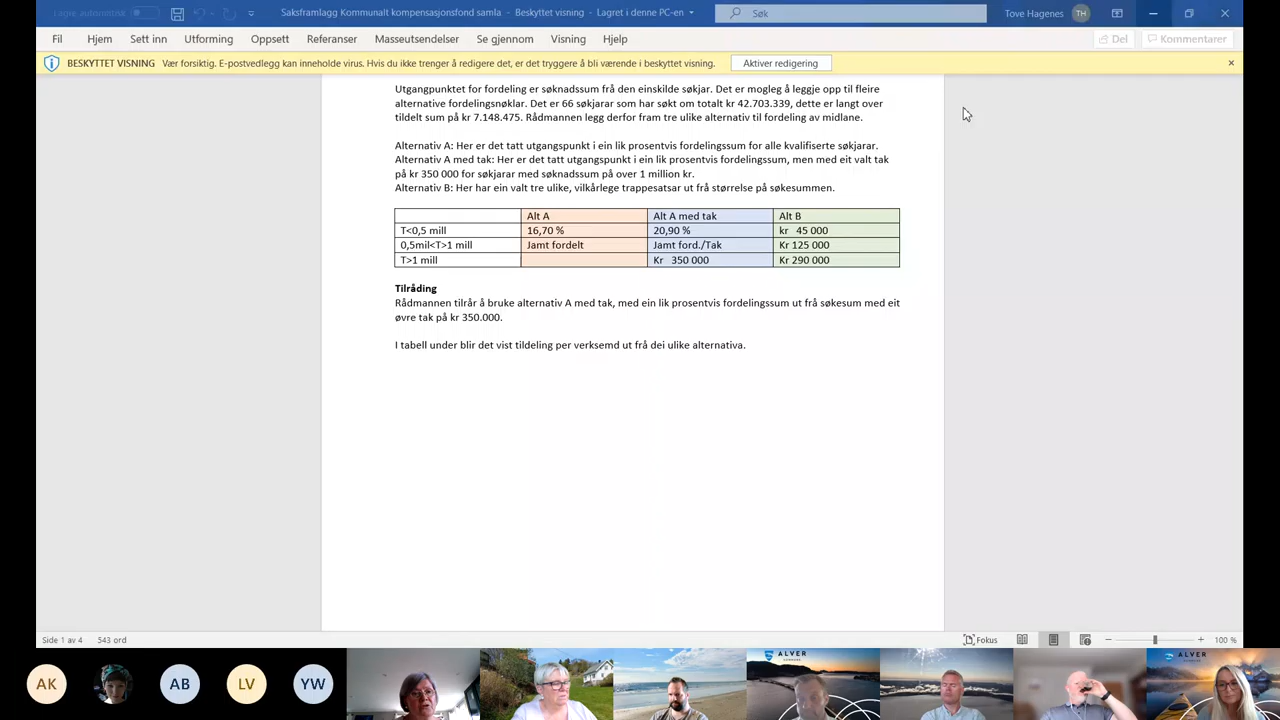 Lagre automatisk
Saksframlagg Kommunalt kompensasjonsfond samla - Beskyttet visning - Lagret i denne PC-en
Søk
Tove Hagenes TH
Fil Hjem Sett inn Utforming Oppsett Referanser Masseutsendelser Se gjennom Visning Hjelp Del Kommentarer
BESKYTTET VISNING Vær forsiktig. E-postvedlegg kan inneholde virus. Hvis du ikke trenger å redigere det, er det tryggere å bli værende i beskyttet visning. Aktiver redigering
Utgangpunktet for fordeling er søknadssum frå den einskilde søkjar. Det er mogleg å leggje opp til fleire
alternative fordelingsnøklar. Det er 66 søkjarar som har søkt om totalt kr 42.703.339, dette er langt over
tildelt sum på kr 7.148.475. Rådmannen legg derfor fram tre ulike alternativ til fordeling av midlane.
Alternativ A: Her er det tatt utgangspunkt i ein lik prosentvis fordelingssum for alle kvalifiserte søkjarar.
Alternativ A med tak: Her er det tatt utgangspunkt i ein lik prosentvis fordelingssum, men med eit valt tak
på kr 350 000 for søkjarar med søknadssum på over 1 million kr.
Alternativ B: Her har ein valt tre ulike, vilkårlege trappesatsar ut frå størrelse på søkesummen.
Alt A Alt A med tak Alt B
T<0,5 mill 16,70 % 20,90 % kr 45 000
0,5mil<T>1 mill Jamt fordelt Jamt ford./Tak Kr 125 000
T>1 mill Kr 350 000 Kr 290 000
Tilråding
Rådmannen tilrår å bruke alternativ A med tak, med ein lik prosentvis fordelingssum ut frå søkesum med eit
øvre tak på kr 350.000.
I tabell under blir det vist tildeling per verksemd ut frå dei ulike alternativa.
Side 1 av 4 543 ord Fokus 100 %
AK AB LV YW
ALVER
KOMMUNE
ALVER
KOMMUNE